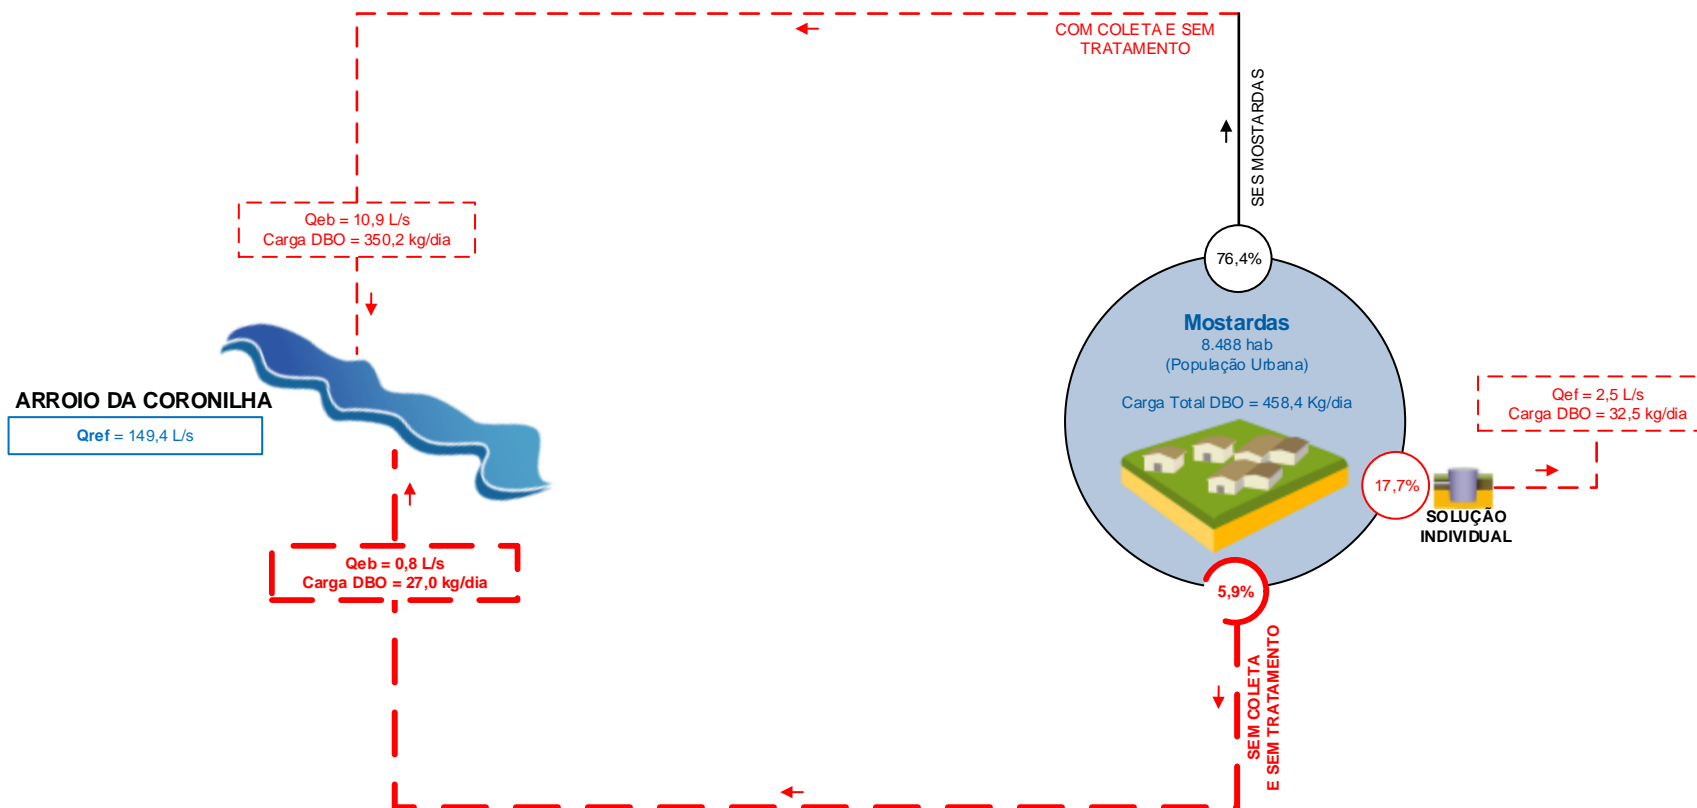 COM COLETA E SEM
TRATAMENTO
SES MOSTARDAS
Qeb = 10,9 L/s
Carga DBO = 350,2 kg/dia
76,4%
Mostardas
8.488 hab
(População Urbana)
Carga Total DBO = 458,4 Kg/dia
ARROIO DA CORONILHA
Qref = 149,4 L/s
Qef = 2,5 L/s
Carga DBO = 32,5 kg/dia
17,7%
SOLUÇÃO
INDIVIDUAL
Qeb = 0,8 L/s
Carga DBO = 27,0 kg/dia
5,9%
SEM COLETA
E SEM TRATAMENTO